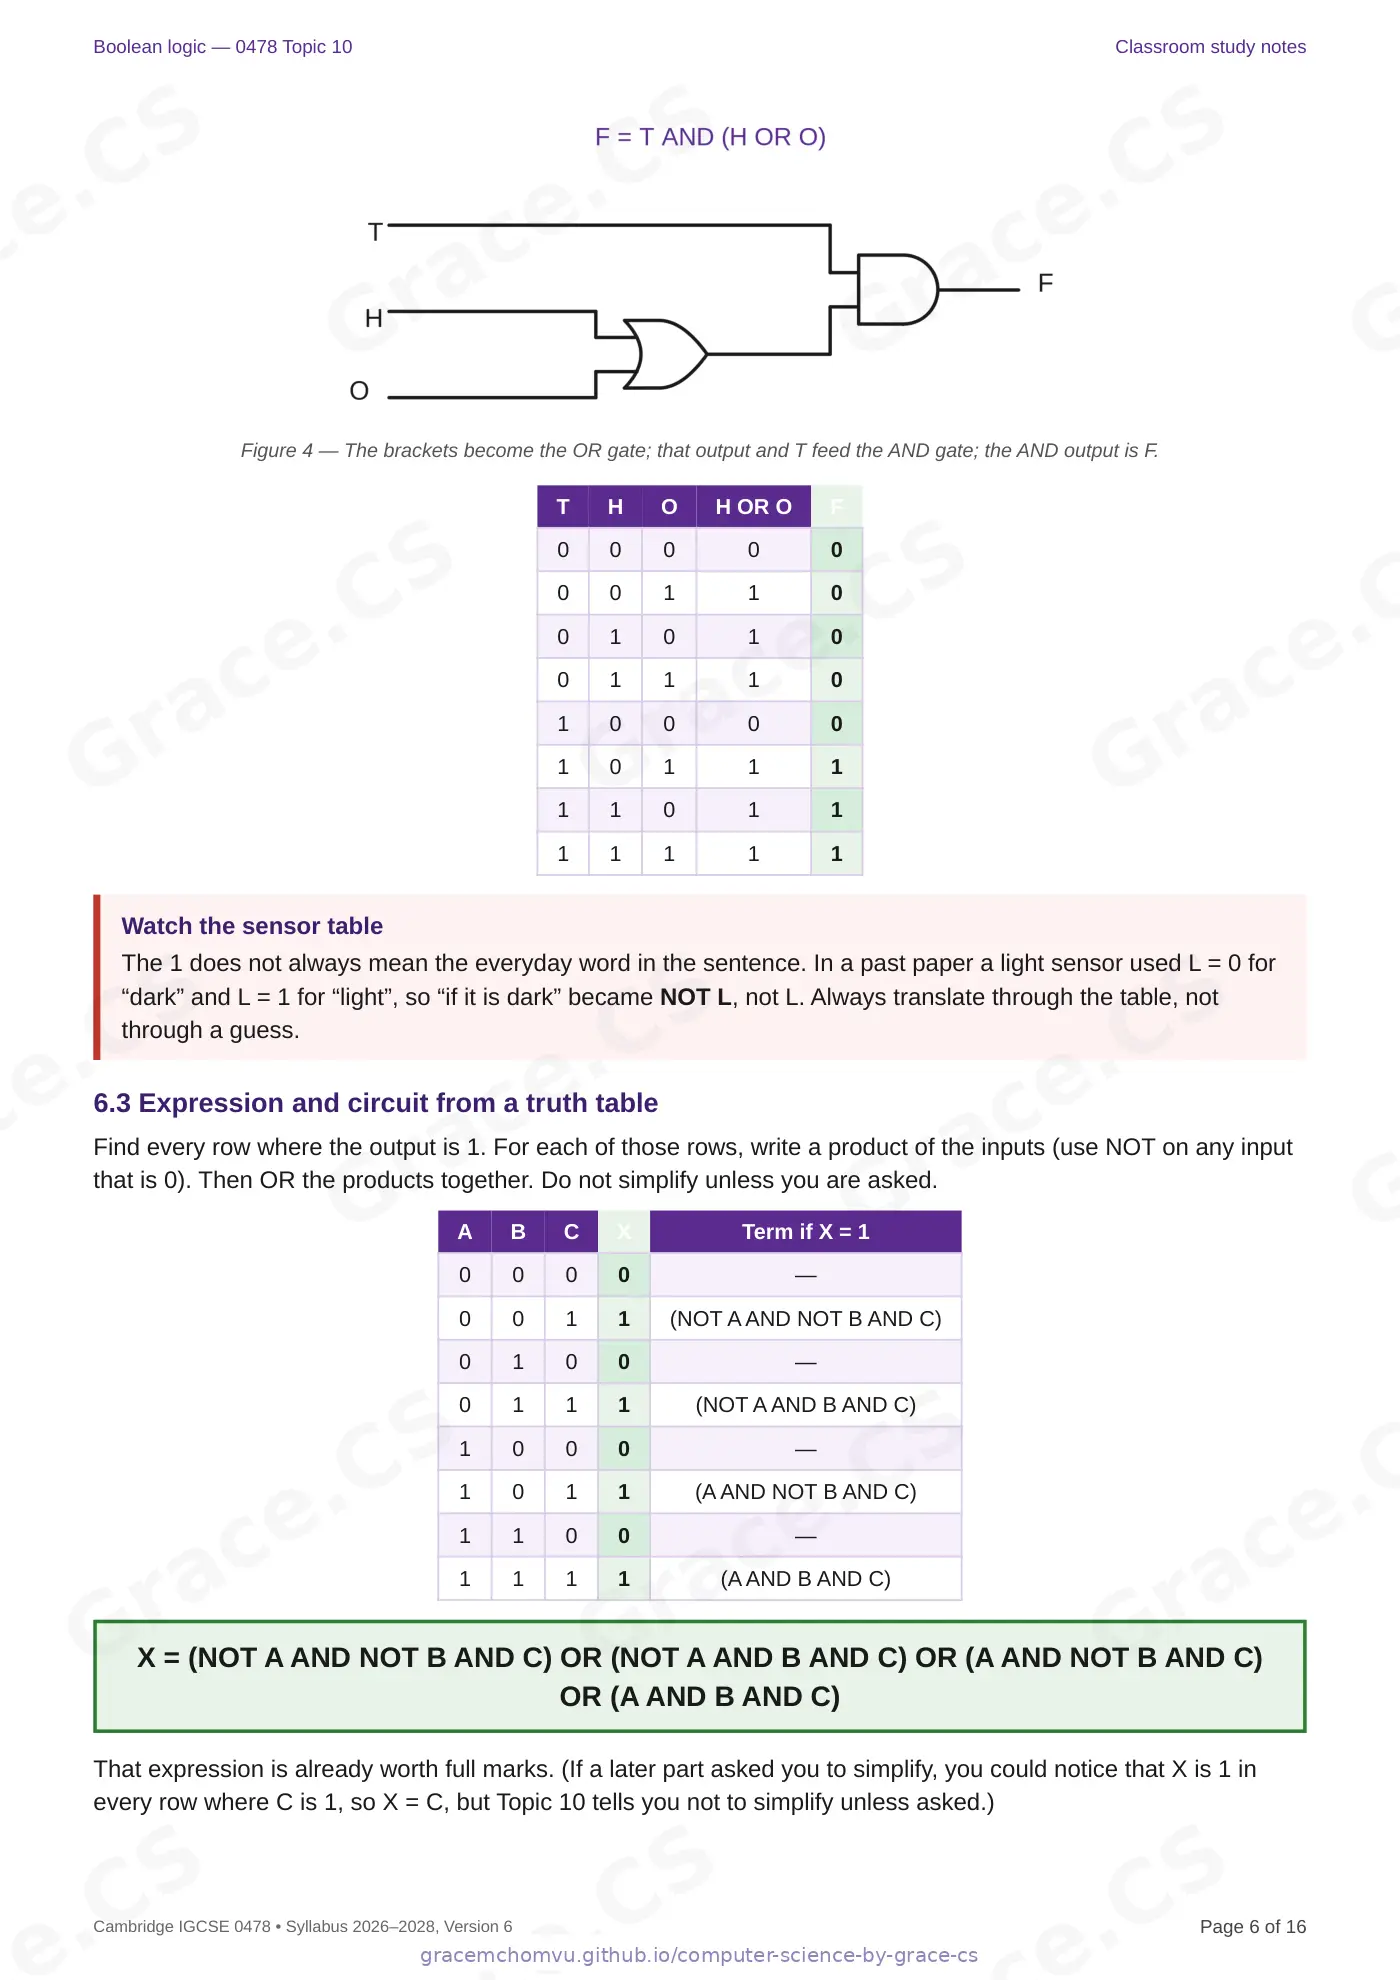 Boolean logic — 0478 Topic 10
Classroom study notes
F = T AND (H OR O)
T
H
O
F
Figure 4 — The brackets become the OR gate; that output and T feed the AND gate; the AND output is F.
T H O H OR O F
0 0 0 0 0
0 0 1 1 0
0 1 0 1 0
0 1 1 1 0
1 0 0 0 0
1 0 1 1 1
1 1 0 1 1
1 1 1 1 1
Watch the sensor table
The 1 does not always mean the everyday word in the sentence. In a past paper a light sensor used L = 0 for
“dark” and L = 1 for “light”, so “if it is dark” became NOT L, not L. Always translate through the table, not
through a guess.
6.3 Expression and circuit from a truth table
Find every row where the output is 1. For each of those rows, write a product of the inputs (use NOT on any input
that is 0). Then OR the products together. Do not simplify unless you are asked.
A B C X Term if X = 1
0 0 0 0 —
0 0 1 1 (NOT A AND NOT B AND C)
0 1 0 0 —
0 1 1 1 (NOT A AND B AND C)
1 0 0 0 —
1 0 1 1 (A AND NOT B AND C)
1 1 0 0 —
1 1 1 1 (A AND B AND C)
X = (NOT A AND NOT B AND C) OR (NOT A AND B AND C) OR (A AND NOT B AND C)
OR (A AND B AND C)
That expression is already worth full marks. (If a later part asked you to simplify, you could notice that X is 1 in
every row where C is 1, so X = C, but Topic 10 tells you not to simplify unless asked.)
Cambridge IGCSE 0478 • Syllabus 2026–2028, Version 6
Page 6 of 16
gracemchomvu.github.io/computer-science-by-grace-cs
Grace.CS